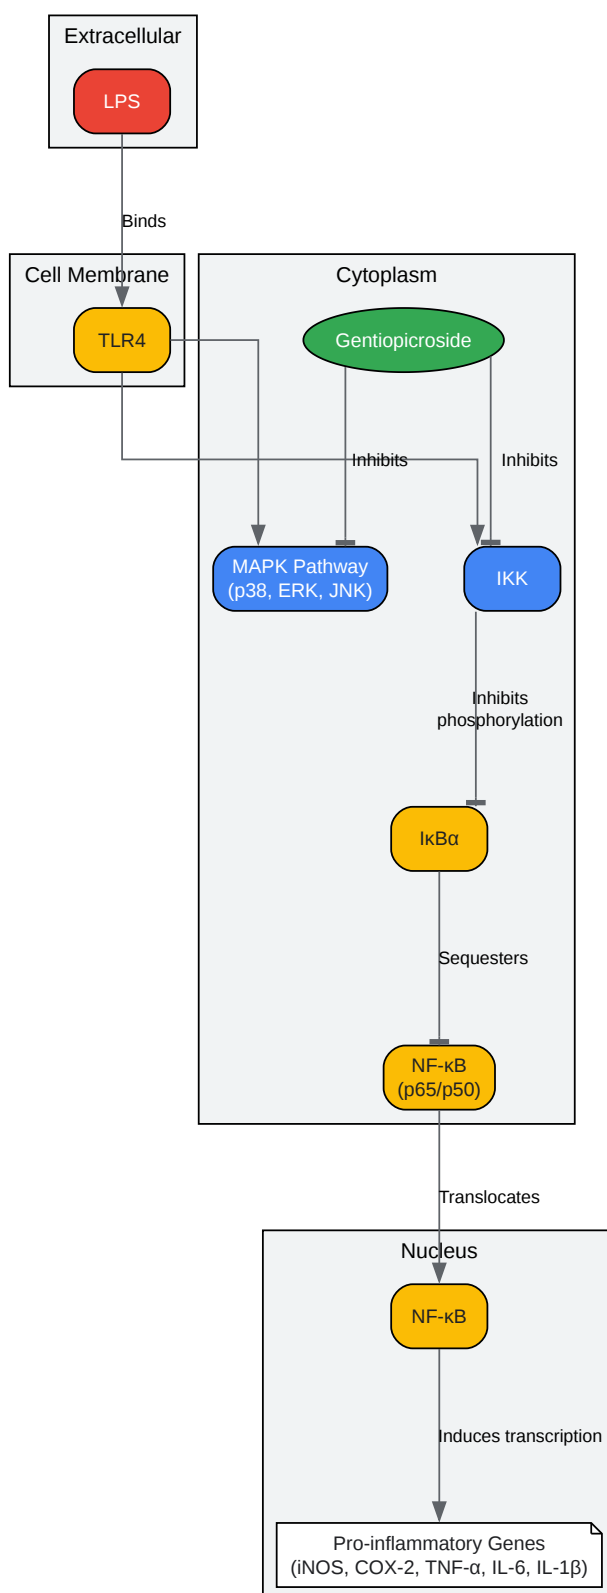 Extracellular
LPS
Binds
Cell Membrane
TLR4
Cytoplasm
Gentiopicroside
Inhibits
Inhibits
MAPK Pathway
(p38, ERK, JNK)
IKK
Inhibits
phosphorylation
IκBα
Sequesters
NF-κB
(p65/p50)
Translocates
Nucleus
NF-κB
Induces transcription
Pro-inflammatory Genes
(iNOS, COX-2, TNF-α, IL-6, IL-1β)